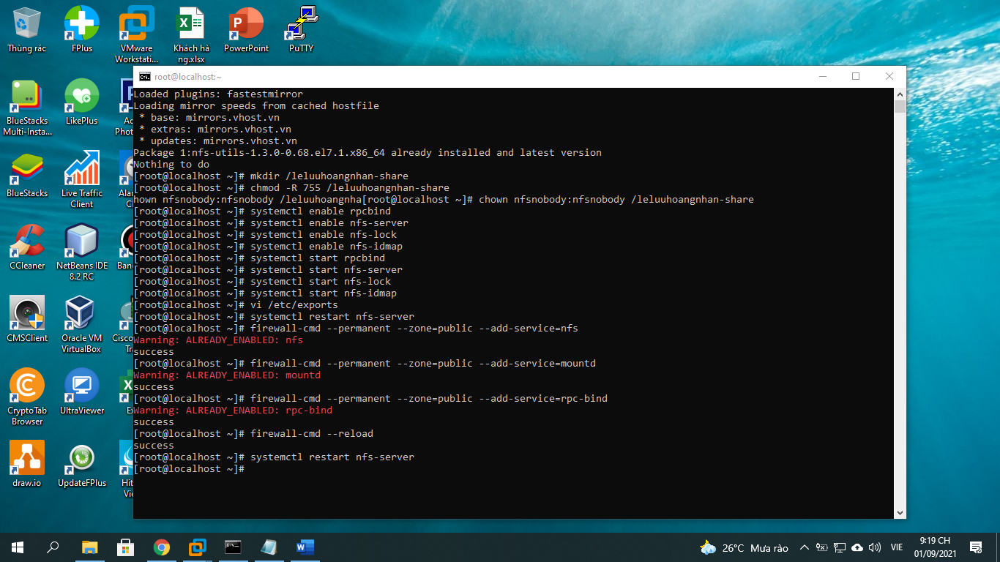 Thùng rác
FPlus
VMware
Workstati...
Khách hà
ng.xlsx
PowerPoint
PuTTY
BlueStacks
Multi-Insta...
LikePlus
BlueStacks
Live Traffic
Client
CCleaner
NetBeans IDE
8.2 RC
CMSClient
Oracle VM
VirtualBox
CryptoTab
Browser
UltraViewer
draw.io
UpdateFPlus
root@localhost:~
Loaded plugins: fastestmirror
Loading mirror speeds from cached hostfile
* base: mirrors.vhost.vn
* extras: mirrors.vhost.vn
* updates: mirrors.vhost.vn
Package 1:nfs-utils-1.3.0-0.68.el7.1.x86_64 already installed and latest version
Nothing to do
[root@localhost ~]# mkdir /leluuhoangnhan-share
[root@localhost ~]# chmod -R 755 /leluuhoangnhan-share
hown nfsnobody:nfsnobody /leluuhoangnha[root@localhost ~]# chown nfsnobody:nfsnobody /leluuhoangnhan-share
[root@localhost ~]# systemctl enable rpcbind
[root@localhost ~]# systemctl enable nfs-server
[root@localhost ~]# systemctl enable nfs-lock
[root@localhost ~]# systemctl enable nfs-idmap
[root@localhost ~]# systemctl start rpcbind
[root@localhost ~]# systemctl start nfs-server
[root@localhost ~]# systemctl start nfs-lock
[root@localhost ~]# systemctl start nfs-idmap
[root@localhost ~]# vi /etc/exports
[root@localhost ~]# systemctl restart nfs-server
[root@localhost ~]# firewall-cmd --permanent --zone=public --add-service=nfs
Warning: ALREADY_ENABLED: nfs
success
[root@localhost ~]# firewall-cmd --permanent --zone=public --add-service=mountd
Warning: ALREADY_ENABLED: mountd
success
[root@localhost ~]# firewall-cmd --permanent --zone=public --add-service=rpc-bind
Warning: ALREADY_ENABLED: rpc-bind
success
[root@localhost ~]# firewall-cmd --reload
success
[root@localhost ~]# systemctl restart nfs-server
[root@localhost ~]#
26°C Mưa rào
VIE
9:19 CH
01/09/2021